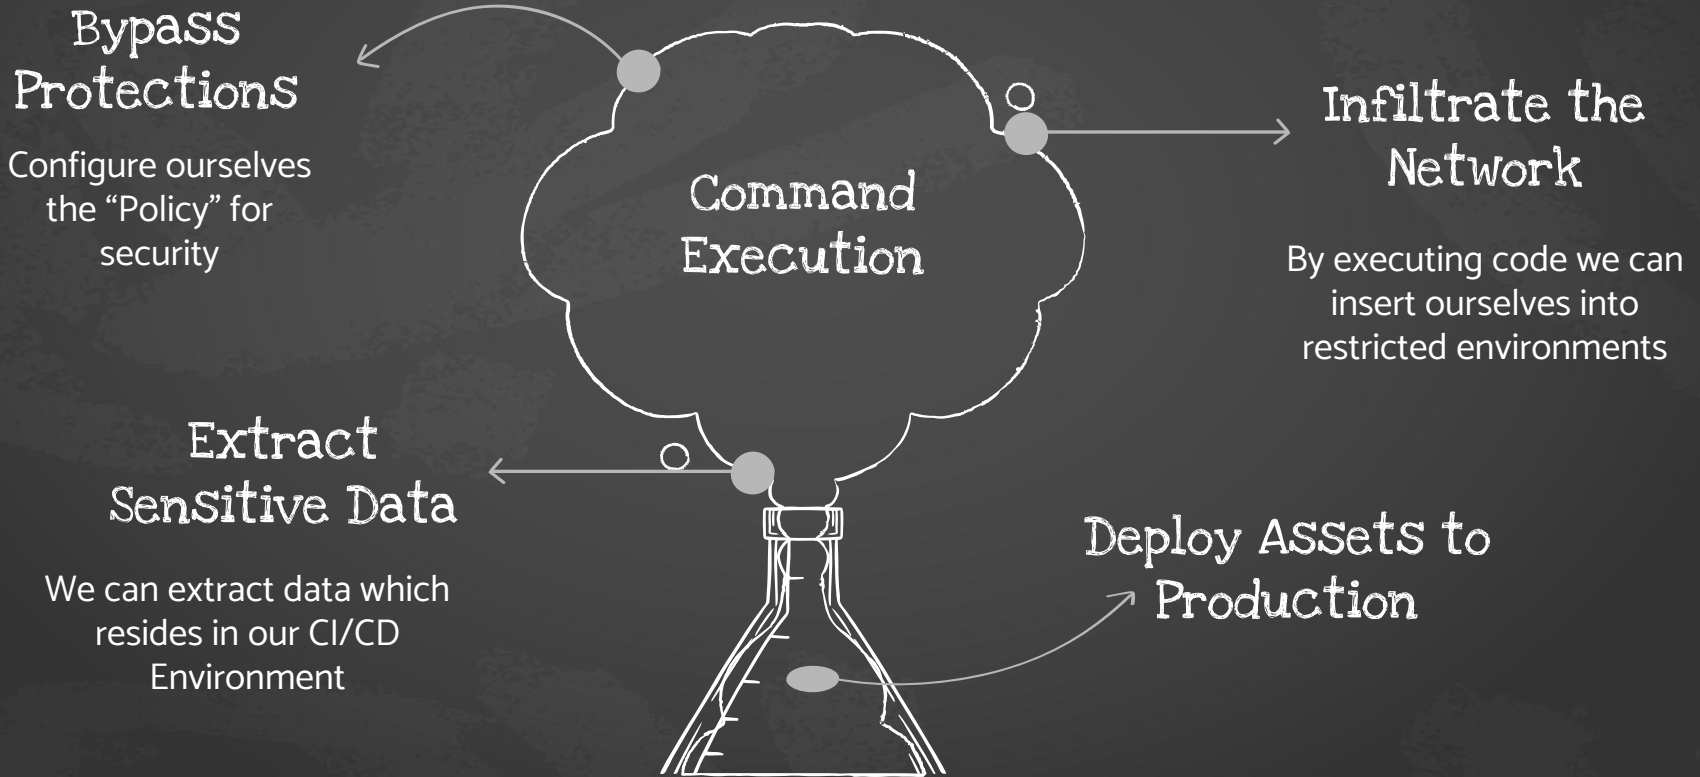 Bypass
Protections
Configure ourselves
the “Policy” for
security
Command
Execution
Infiltrate the
Network
By executing code we can
insert ourselves into
restricted environments
Extract
Sensitive Data
We can extract data which
resides in our CI/CD
Environment
Deploy Assets to
Production